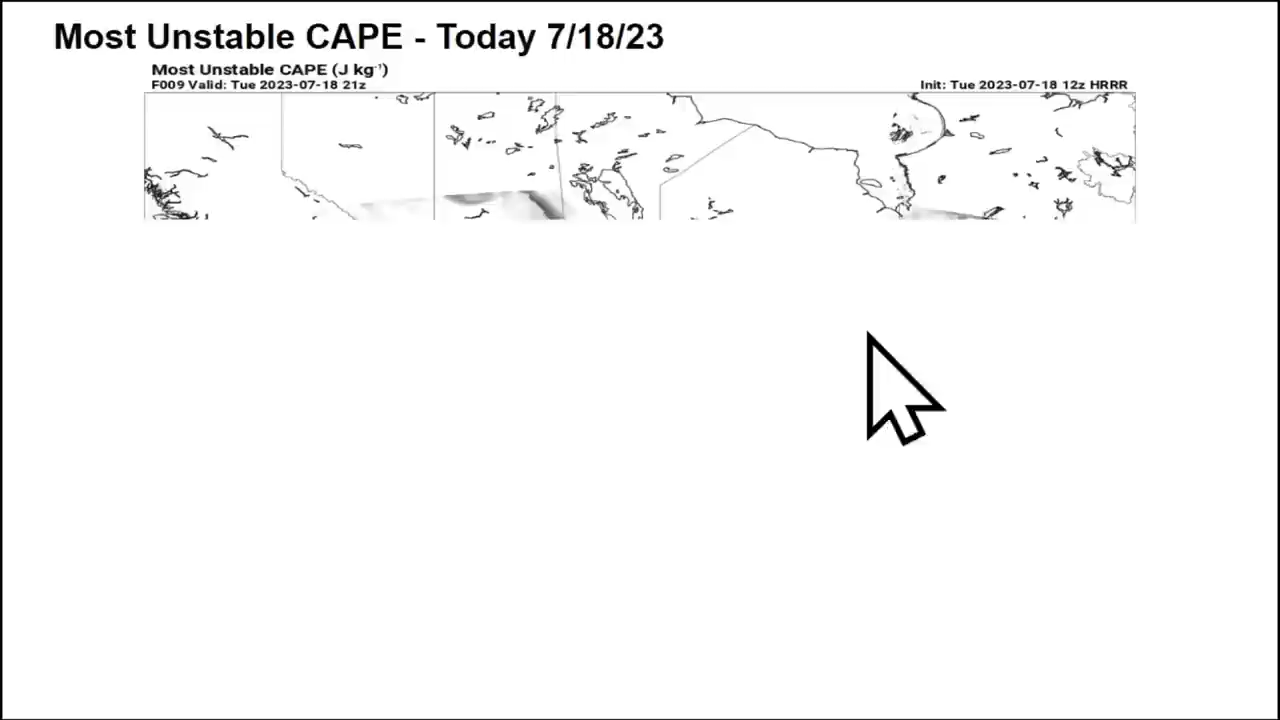 Most Unstable CAPE - Today 7/18/23
Most Unstable CAPE (J kg⁻¹)
F009 Valid: Tue 2023-07-18 21z
Init: Tue 2023-07-18 12z HRRR